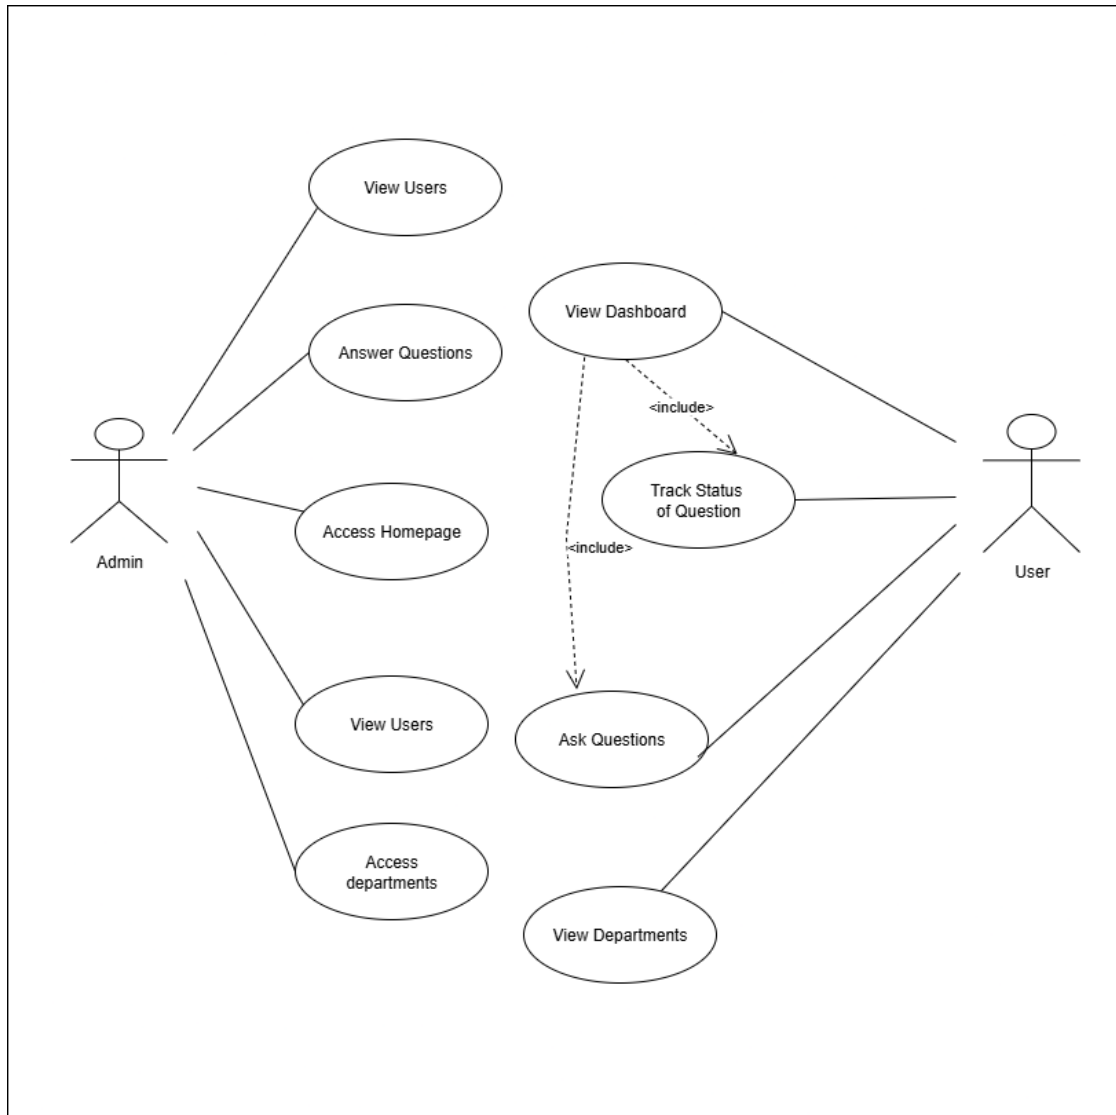 View Users
View Dashboard
Answer Questions
<include>
Track Status
of Question
Access Homepage
<include>
Admin
User
View Users
Ask Questions
Access
departments
View Departments